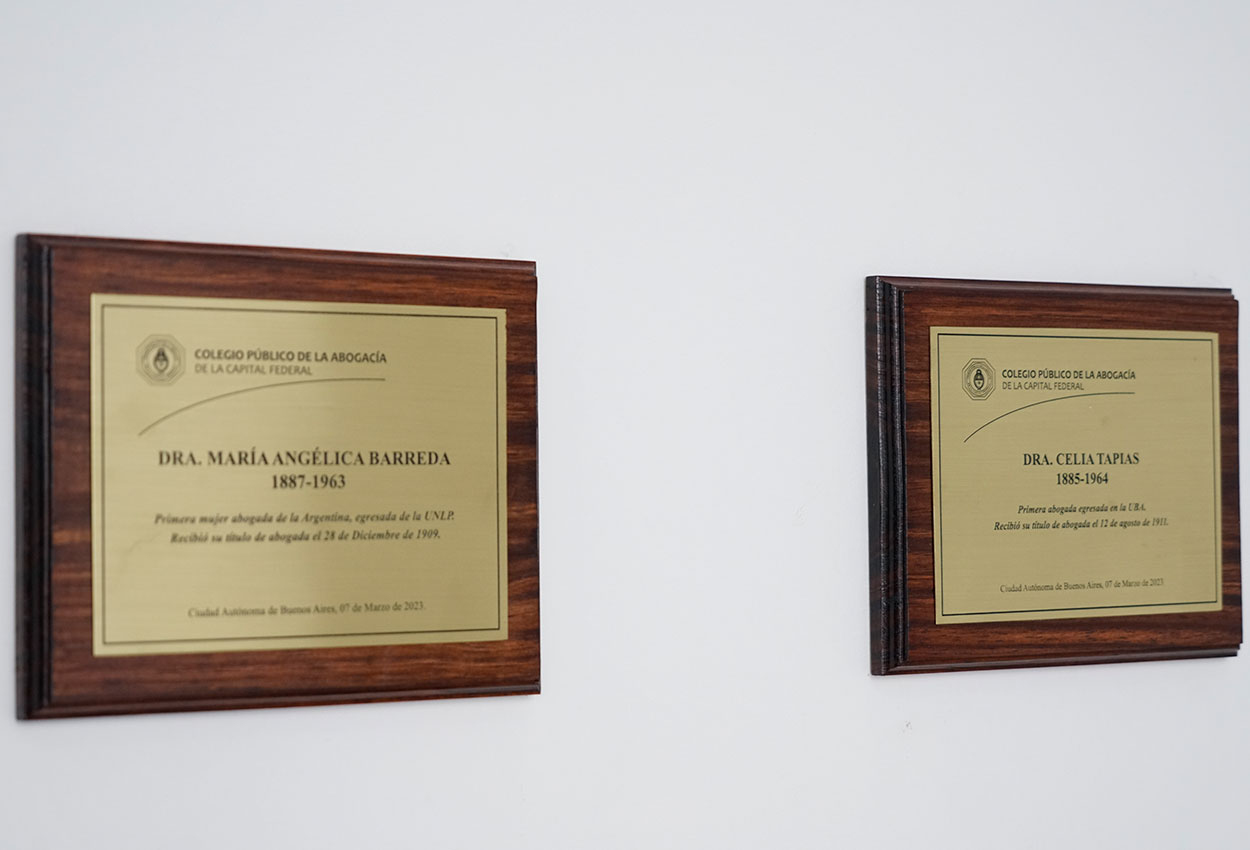 COLEGIO PÚBLICO DE LA ABOGACÍA
DE LA CAPITAL FEDERAL
DRA. MARÍA ANGÉLICA BARREDA
1887-1963
Primera mujer abogada de la Argentina, egresada de la UNLP.
Recibió su título de abogada el 28 de Diciembre de 1909.
Ciudad Autónoma de Buenos Aires, 07 de Marzo de 2023.
COLEGIO PÚBLICO DE LA ABOGACÍA
DE LA CAPITAL FEDERAL
DRA. CELIA TAPIAS
1885-1964
Primera abogada egresada en la UBA.
Recibió su título de abogada el 12 de agosto de 1911.
Ciudad Autónoma de Buenos Aires, 07 de Marzo de 2023